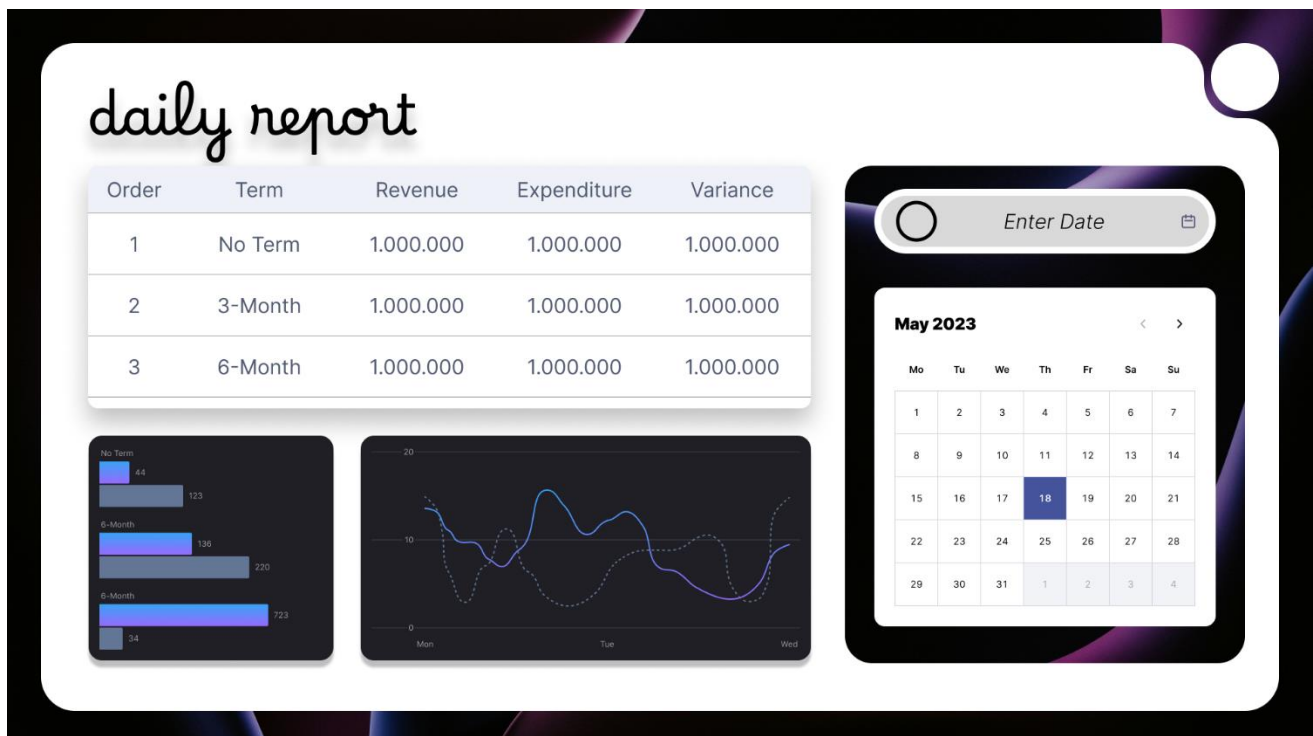 daily report
Order Term Revenue Expenditure Variance
1 No Term 1.000.000 1.000.000 1.000.000
2 3-Month 1.000.000 1.000.000 1.000.000
3 6-Month 1.000.000 1.000.000 1.000.000
No Term
44
123
6-Month
136
220
6-Month
723
34
20
10
0
Mon Tue Wed
Enter Date
May 2023
Mo Tu We Th Fr Sa Su
1 2 3 4 5 6 7
8 9 10 11 12 13 14
15 16 17 18 19 20 21
22 23 24 25 26 27 28
29 30 31 1 2 3 4